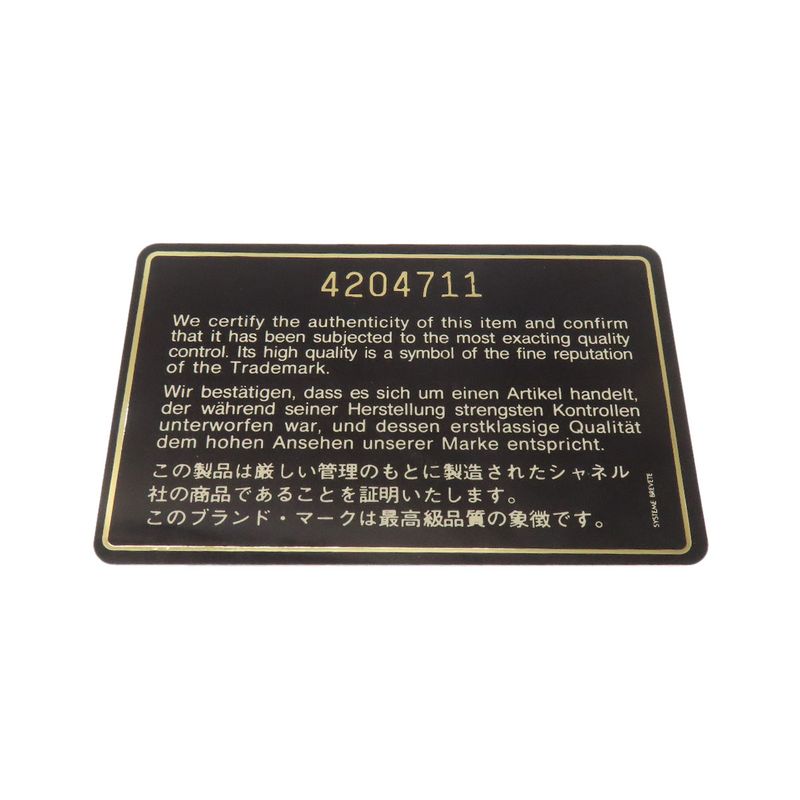 4204711
We certify the authenticity of this item and confirm
that it has been subjected to the most exacting quality
control. Its high quality is a symbol of the fine reputation
of the Trademark.
Wir bestätigen, dass es sich um einen Artikel handelt,
der während seiner Herstellung strengsten Kontrollen
unterworfen war, und dessen erstklassige Qualität
dem hohen Ansehen unserer Marke entspricht.
この製品は厳しい管理のもとに製造されたシャネル
社の商品であることを証明いたします。
このブランド・マークは最高級品質の象徴です。
SYSTEME BREVETE